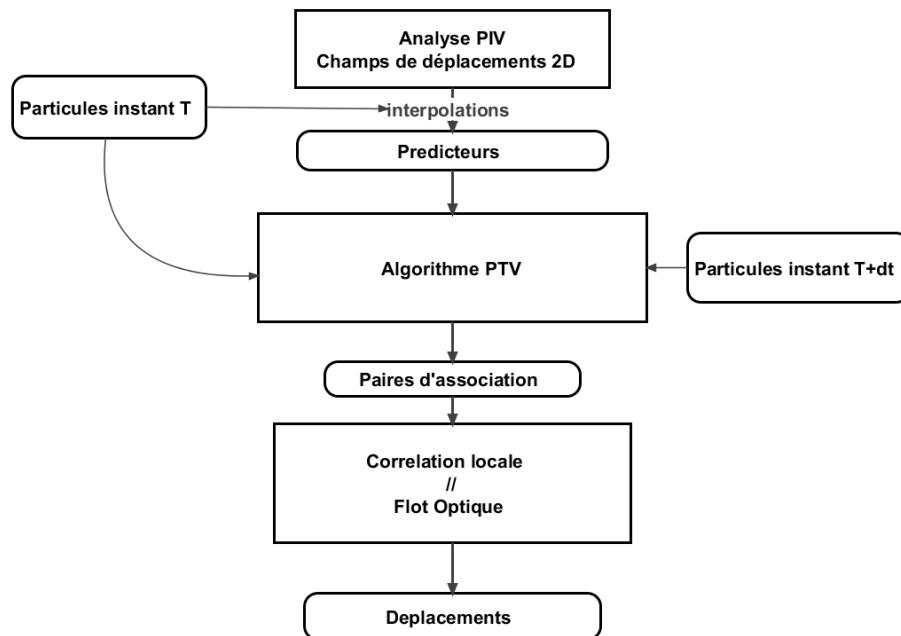 Analyse PIV
Champs de déplacements 2D
Particules instant T
interpolations
Predicteurs
Algorithme PTV
Particules instant T+dt
Paires d'association
Correlation locale
//
Flot Optique
Deplacements